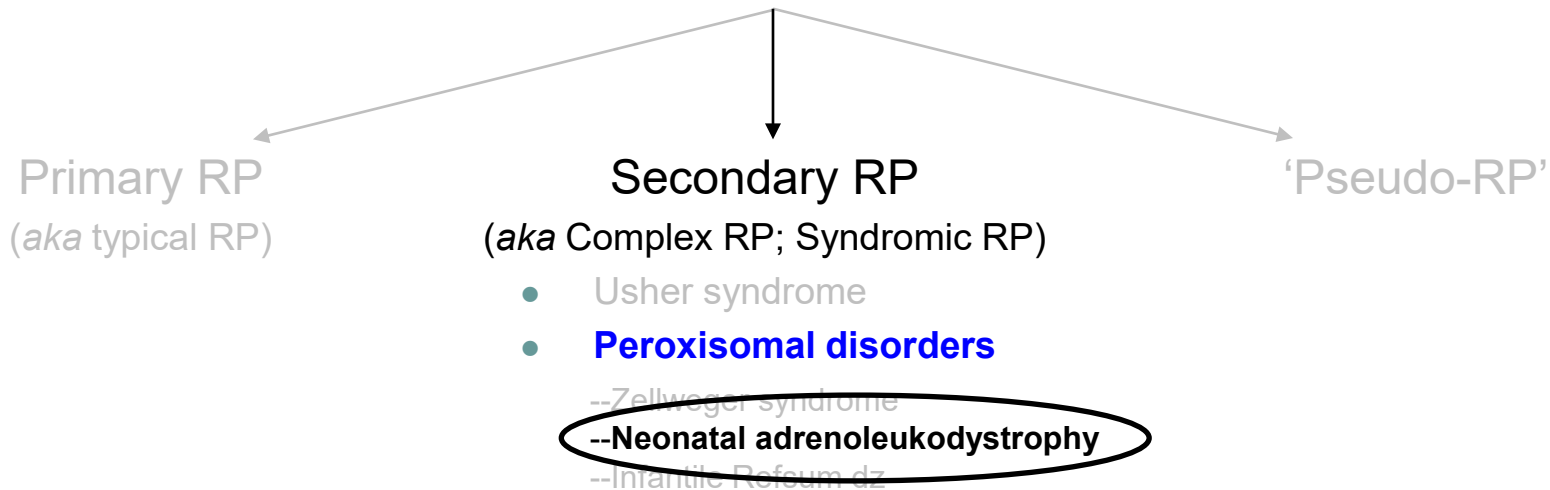 Primary RP Secondary RP ‘Pseudo-RP’
(aka typical RP) (aka Complex RP; Syndromic RP)
● Usher syndrome
● Peroxisomal disorders
--Zellweger syndrome
--Neonatal adrenoleukodystrophy
--Infantile Refsum dz